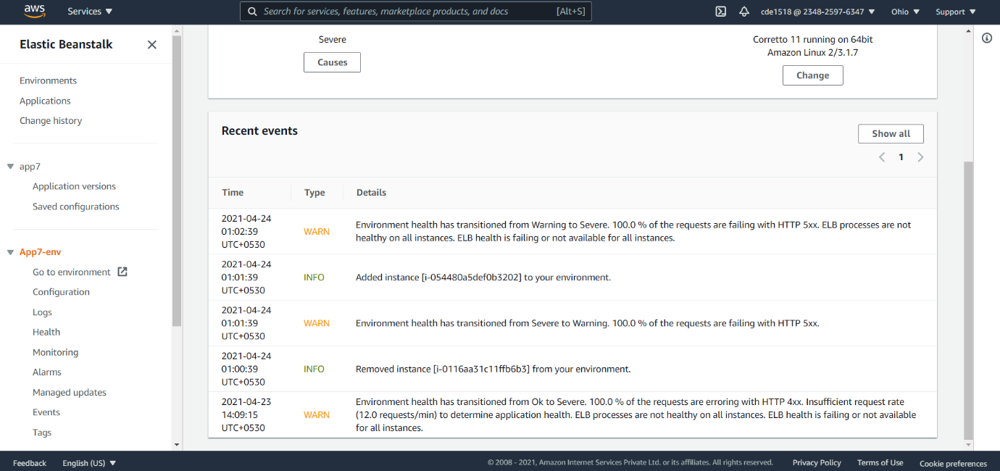 aws
Services
Search for services, features, marketplace products, and docs
[Alt+S]
cde1518 @ 2348-2597-6347
Ohio
Support
Elastic Beanstalk
Environments
Applications
Change history
app7
Application versions
Saved configurations
App7-env
Go to environment
Configuration
Logs
Health
Monitoring
Alarms
Managed updates
Events
Tags
Severe
Causes
Corretto 11 running on 64bit
Amazon Linux 2/3.1.7
Change
Recent events
Show all
1
Time
Type
Details
2021-04-24
01:02:39
UTC+0530
WARN
Environment health has transitioned from Warning to Severe. 100.0 % of the requests are failing with HTTP 5xx. ELB processes are not
healthy on all instances. ELB health is failing or not available for all instances.
2021-04-24
01:01:39
UTC+0530
INFO
Added instance [i-054480a5def0b3202] to your environment.
2021-04-24
01:01:39
UTC+0530
WARN
Environment health has transitioned from Severe to Warning. 100.0 % of the requests are failing with HTTP 5xx.
2021-04-24
01:00:39
UTC+0530
INFO
Removed instance [i-0116aa31c11ffb6b3] from your environment.
2021-04-23
14:09:15
UTC+0530
WARN
Environment health has transitioned from Ok to Severe. 100.0 % of the requests are erroring with HTTP 4xx. Insufficient request rate
(12.0 requests/min) to determine application health. ELB processes are not healthy on all instances. ELB health is failing or not available
for all instances.
Feedback
English (US)
© 2008 - 2021, Amazon Internet Services Private Ltd. or its affiliates. All rights reserved.
Privacy Policy
Terms of Use
Cookie preferences